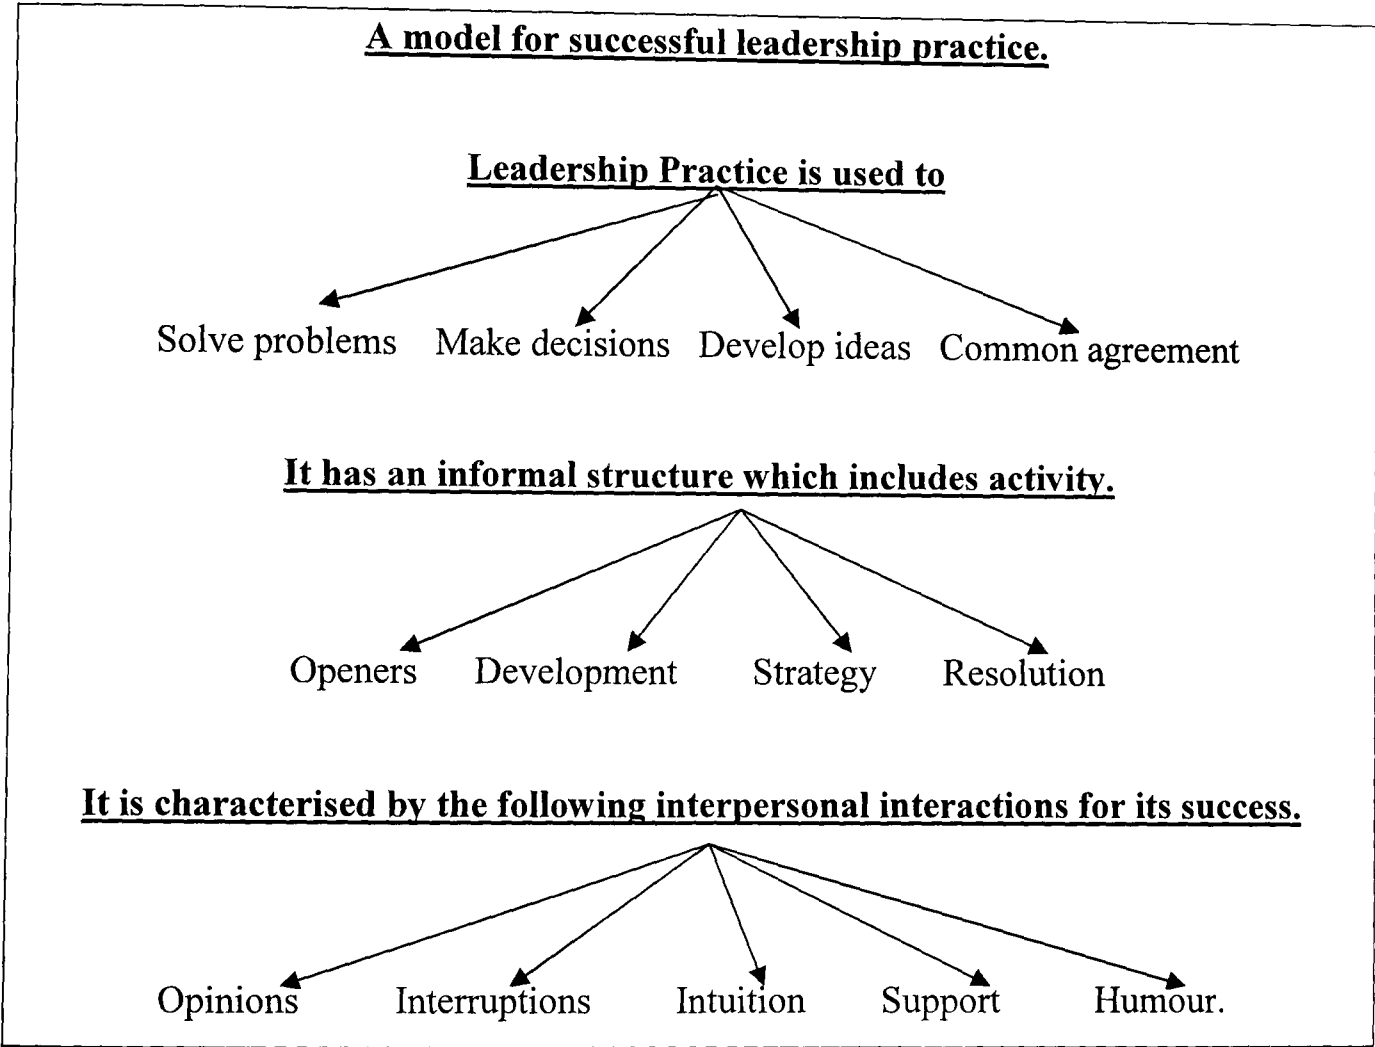 A model for successful leadership practice.
Leadership Practice is used to
Solve problems Make decisions Develop ideas Common agreement
It has an informal structure which includes activity.
Openers Development Strategy Resolution
It is characterised by the following interpersonal interactions for its success.
Opinions Interruptions Intuition Support Humour.